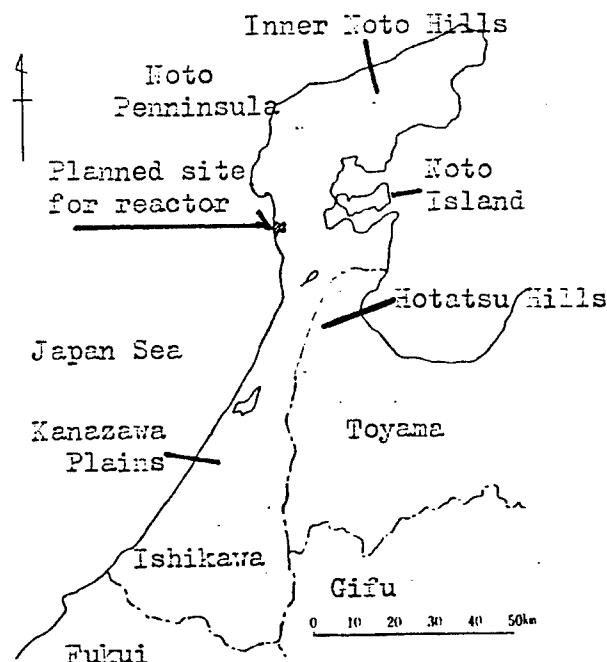 Inner Noto Hills
Noto
Penninsula
Planned site
for reactor
Noto
Island
Hotatsu Hills
Japan Sea
Kanazawa
Plains
Toyama
Ishikawa
Gifu
0 10 20 30 40 50km
Fukui